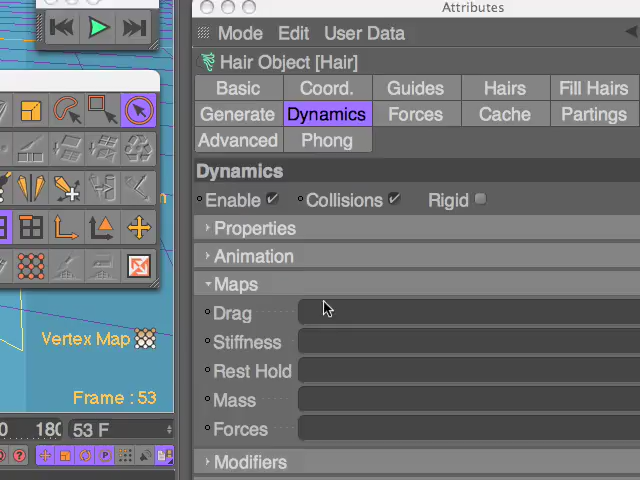 Attributes
Mode Edit User Data
Hair Object [Hair]
Basic Coord. Guides Hairs Fill Hairs
Generate Dynamics Forces Cache Partings
Advanced Phong
Dynamics
Enable Collisions Rigid
Properties
Animation
Maps
Drag
Stiffness
Rest Hold
Mass
Forces
Modifiers
Vertex Map
Frame : 53
0 180 53 F